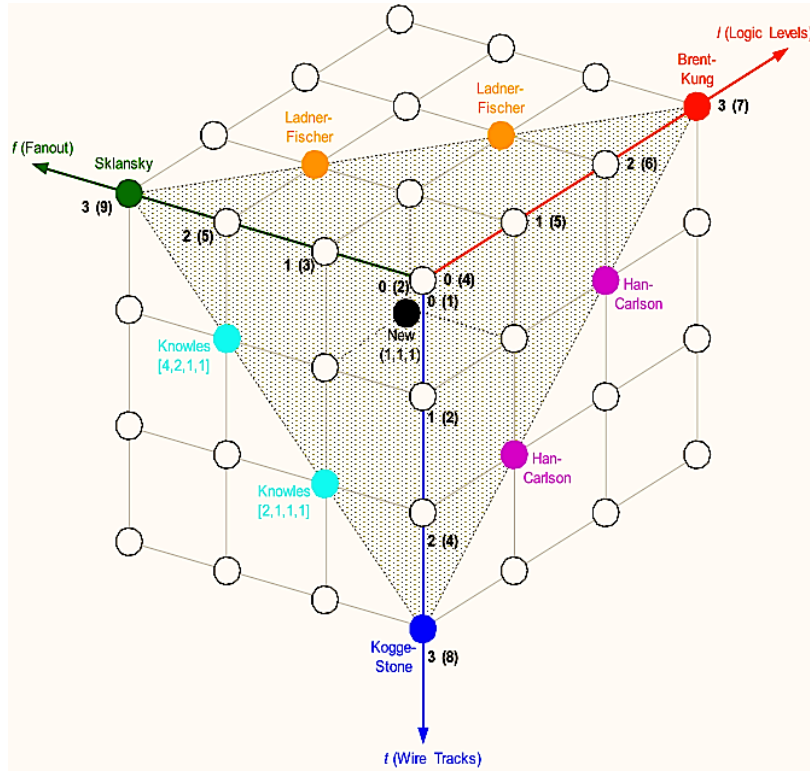 l (Logic Levels)
Brent-
Kung
3 (7)
Ladner-
Fischer
Ladner-
Fischer
2 (6)
f (Fanout)
Sklansky
3 (9)
2 (5)
1 (5)
1 (3)
0 (2)
0 (4)
0 (1)
Han-
Carlson
New
(1,1,1)
Knowles
[4,2,1,1]
1 (2)
Han-
Carlson
Knowles
[2,1,1,1]
2 (4)
Kogge-
Stone
3 (8)
t (Wire Tracks)